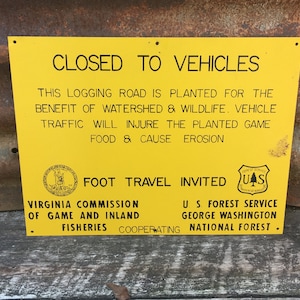 CLOSED TO VEHICLES
THIS LOGGING ROAD IS PLANTED FOR THE
BENEFIT OF WATERSHED & WILDLIFE. VEHICLE
TRAFFIC WILL INJURE THE PLANTED GAME
FOOD & CAUSE EROSION
FOOT TRAVEL INVITED
U S
VIRGINIA COMMISSION
OF GAME AND INLAND
FISHERIES
COOPERATING
U S FOREST SERVICE
GEORGE WASHINGTON
NATIONAL FOREST